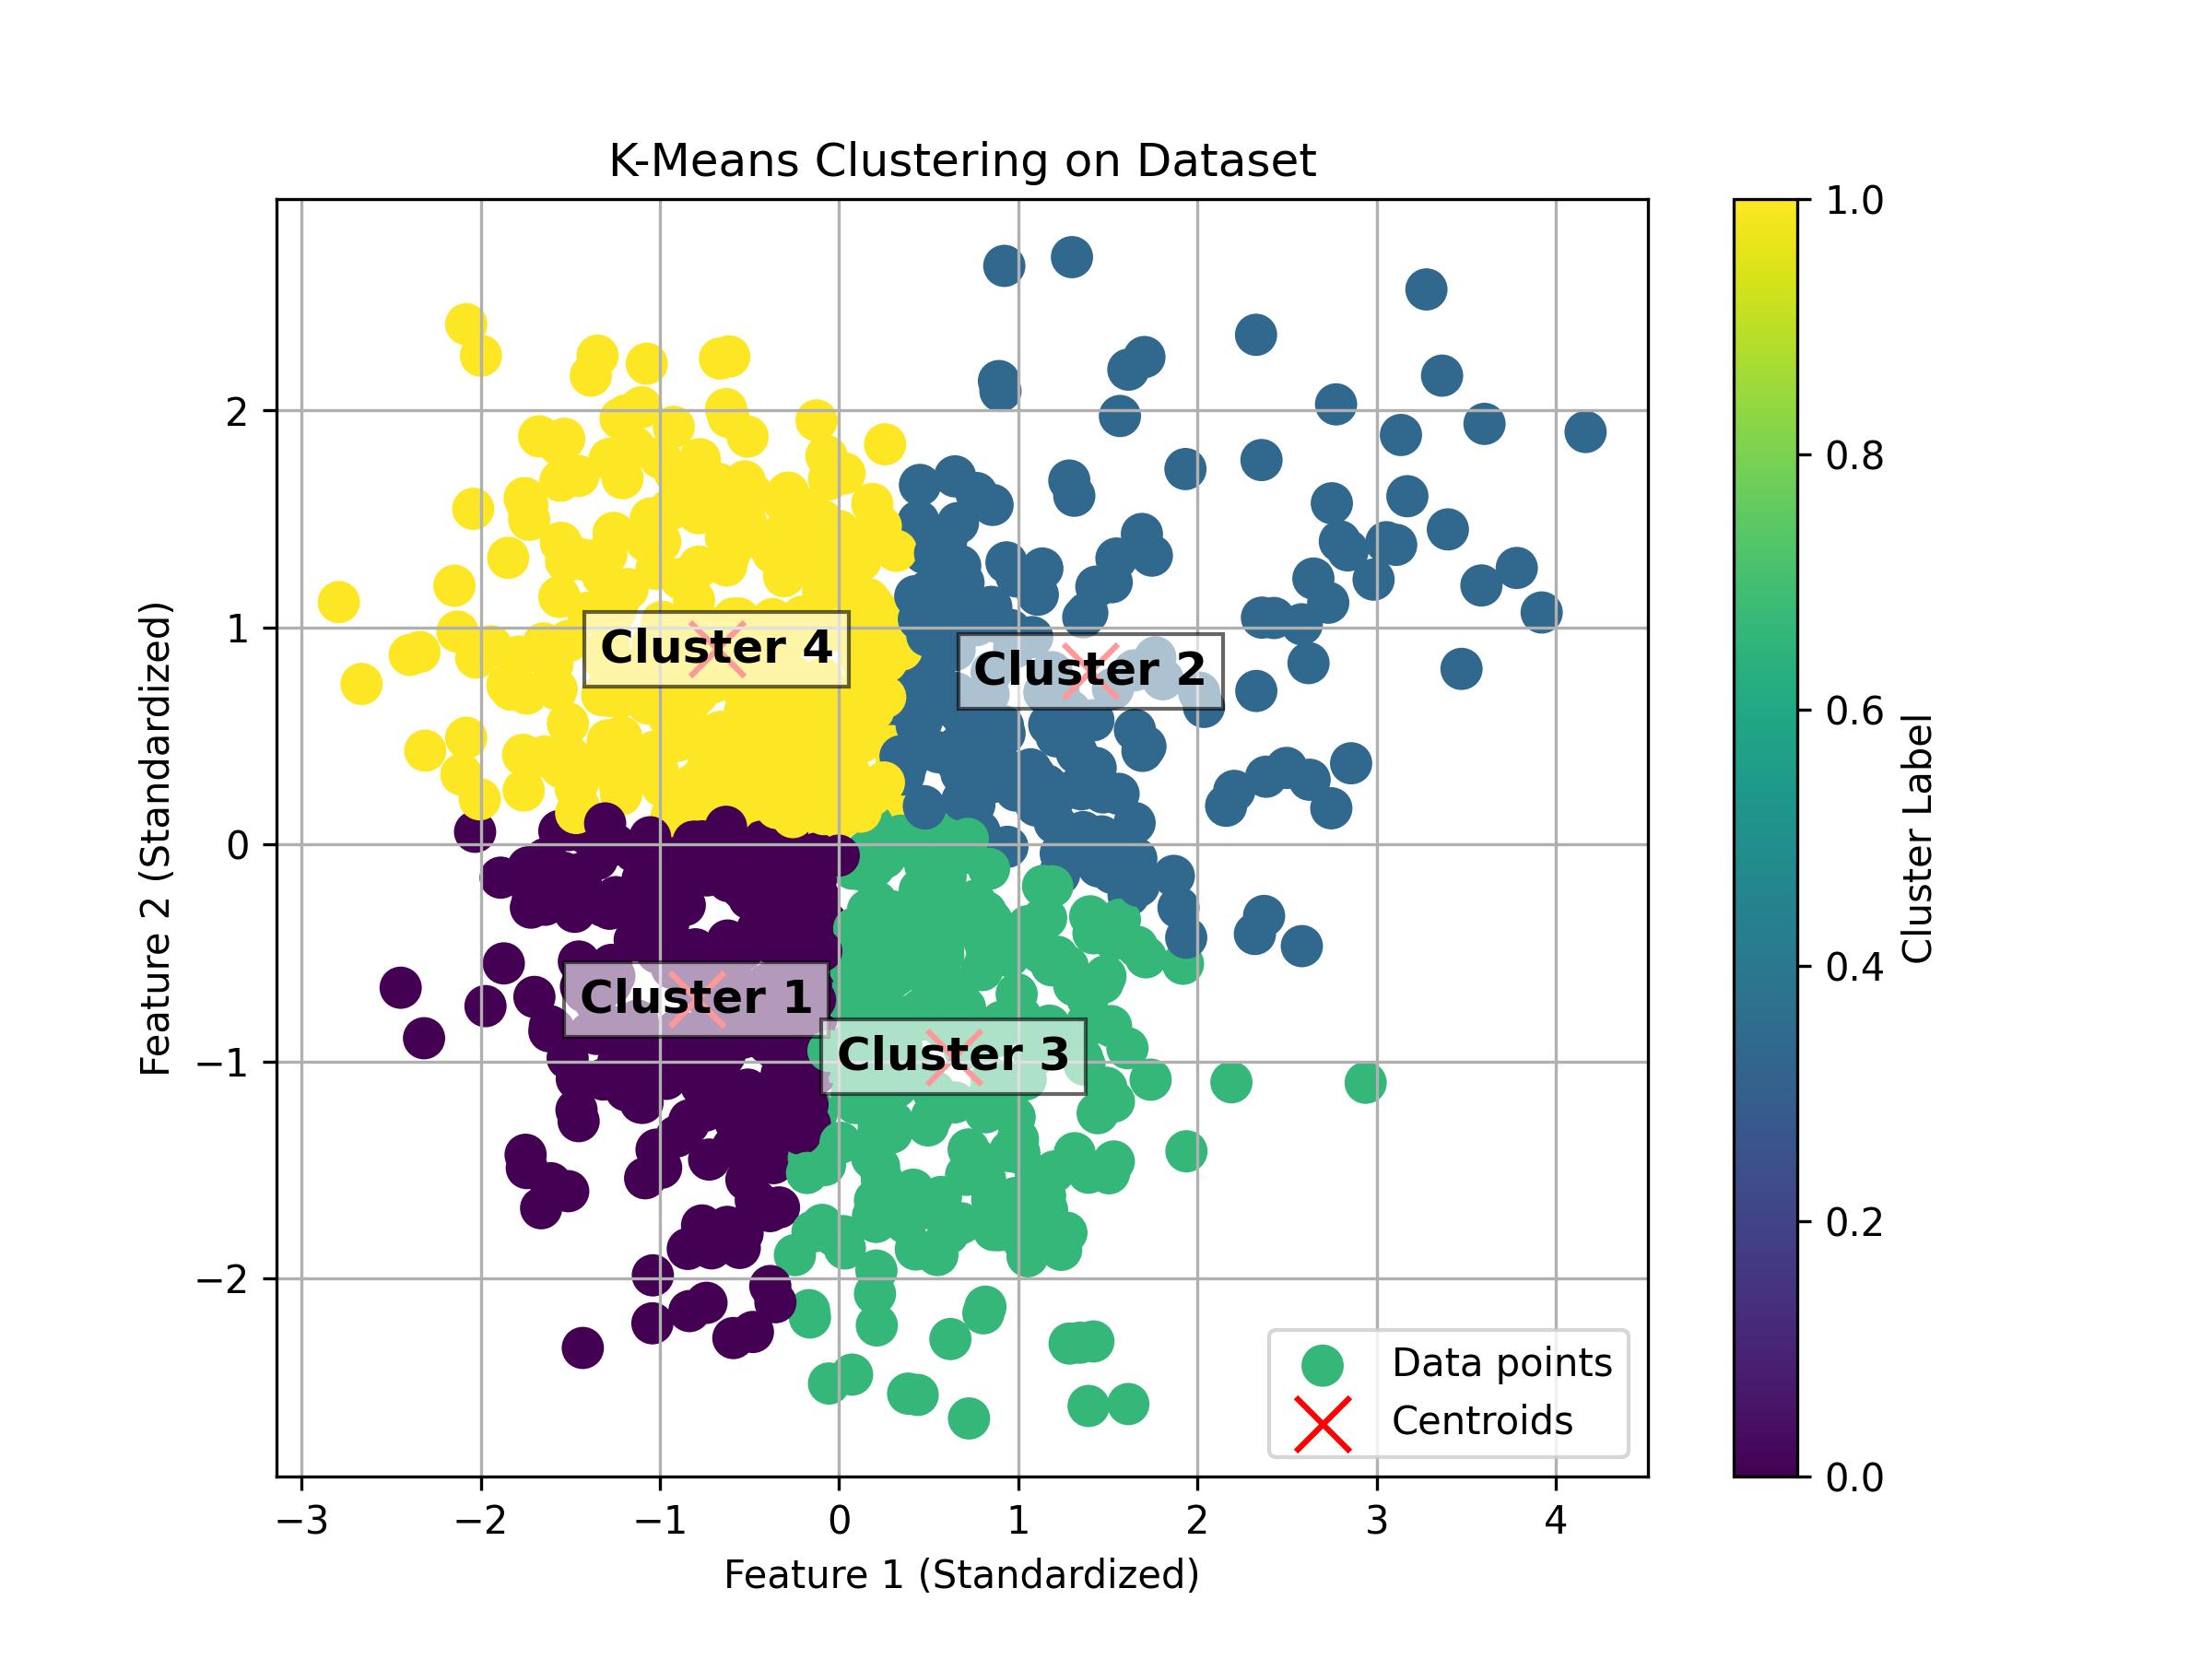 K-Means Clustering on Dataset
1.0
0.8
0.6
0.4
0.2
0.0
Cluster Label
2
1
0
−1
−2
Feature 2 (Standardized)
Cluster 4
Cluster 2
Cluster 1
Cluster 3
Data points
Centroids
−3 −2 −1 0 1 2 3 4
Feature 1 (Standardized)